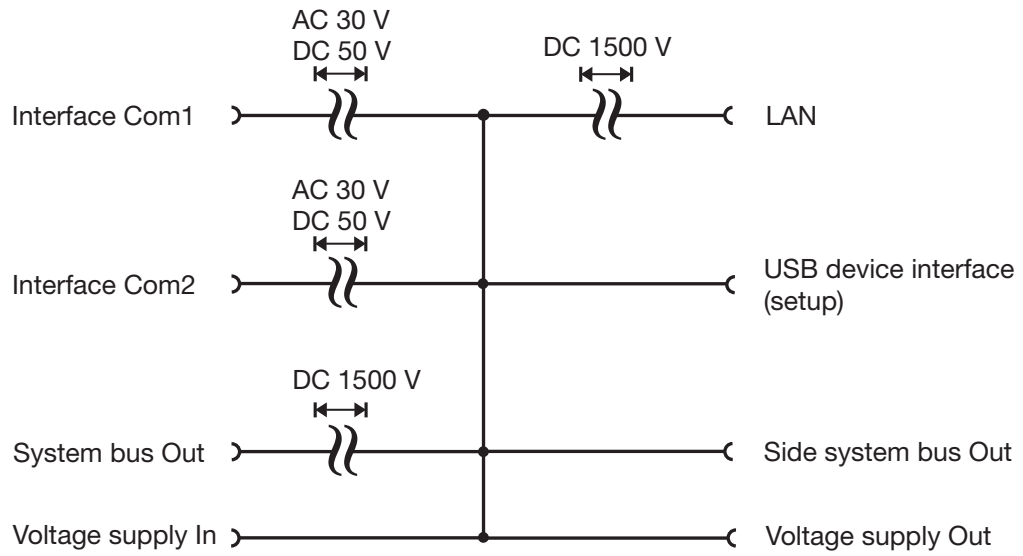 AC 30 V
DC 50 V
DC 1500 V
Interface Com1
LAN
AC 30 V
DC 50 V
Interface Com2
USB device interface
(setup)
DC 1500 V
System bus Out
Side system bus Out
Voltage supply In
Voltage supply Out